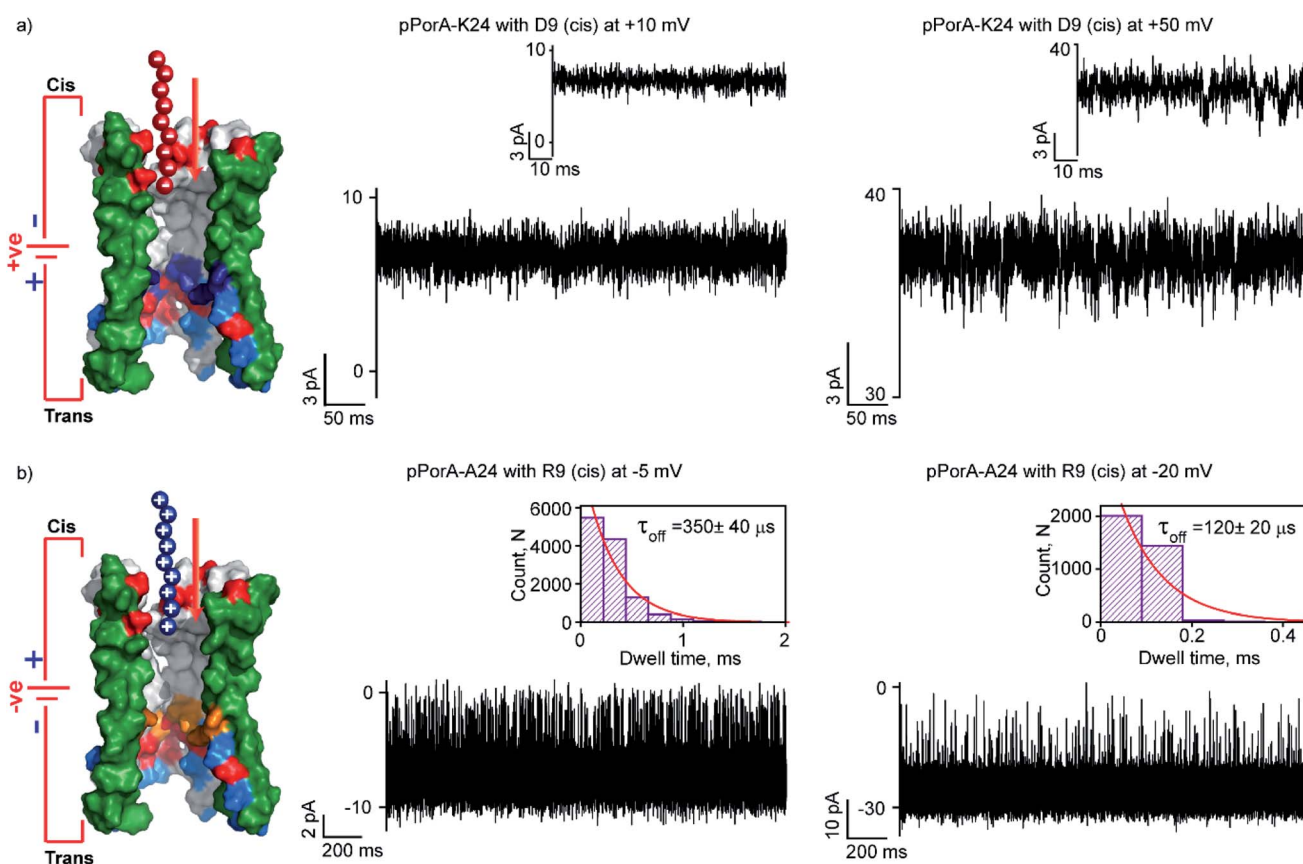 a)
Cis
-
+ve
+
Trans
pPorA-K24 with D9 (cis) at +10 mV
10
0
3 pA
10 ms
10
0
3 pA
50 ms
pPorA-K24 with D9 (cis) at +50 mV
40
3 pA
10 ms
40
30
3 pA
50 ms
b)
Cis
+
-ve
-
Trans
pPorA-A24 with R9 (cis) at -5 mV
6000
4000
2000
0
Count, N
τoff =350± 40 µs
0
1
2
Dwell time, ms
0
-10
2 pA
200 ms
pPorA-A24 with R9 (cis) at -20 mV
2000
1000
0
Count, N
τoff =120± 20 µs
0
0.2
0.4
Dwell time, ms
0
-30
10 pA
200 ms